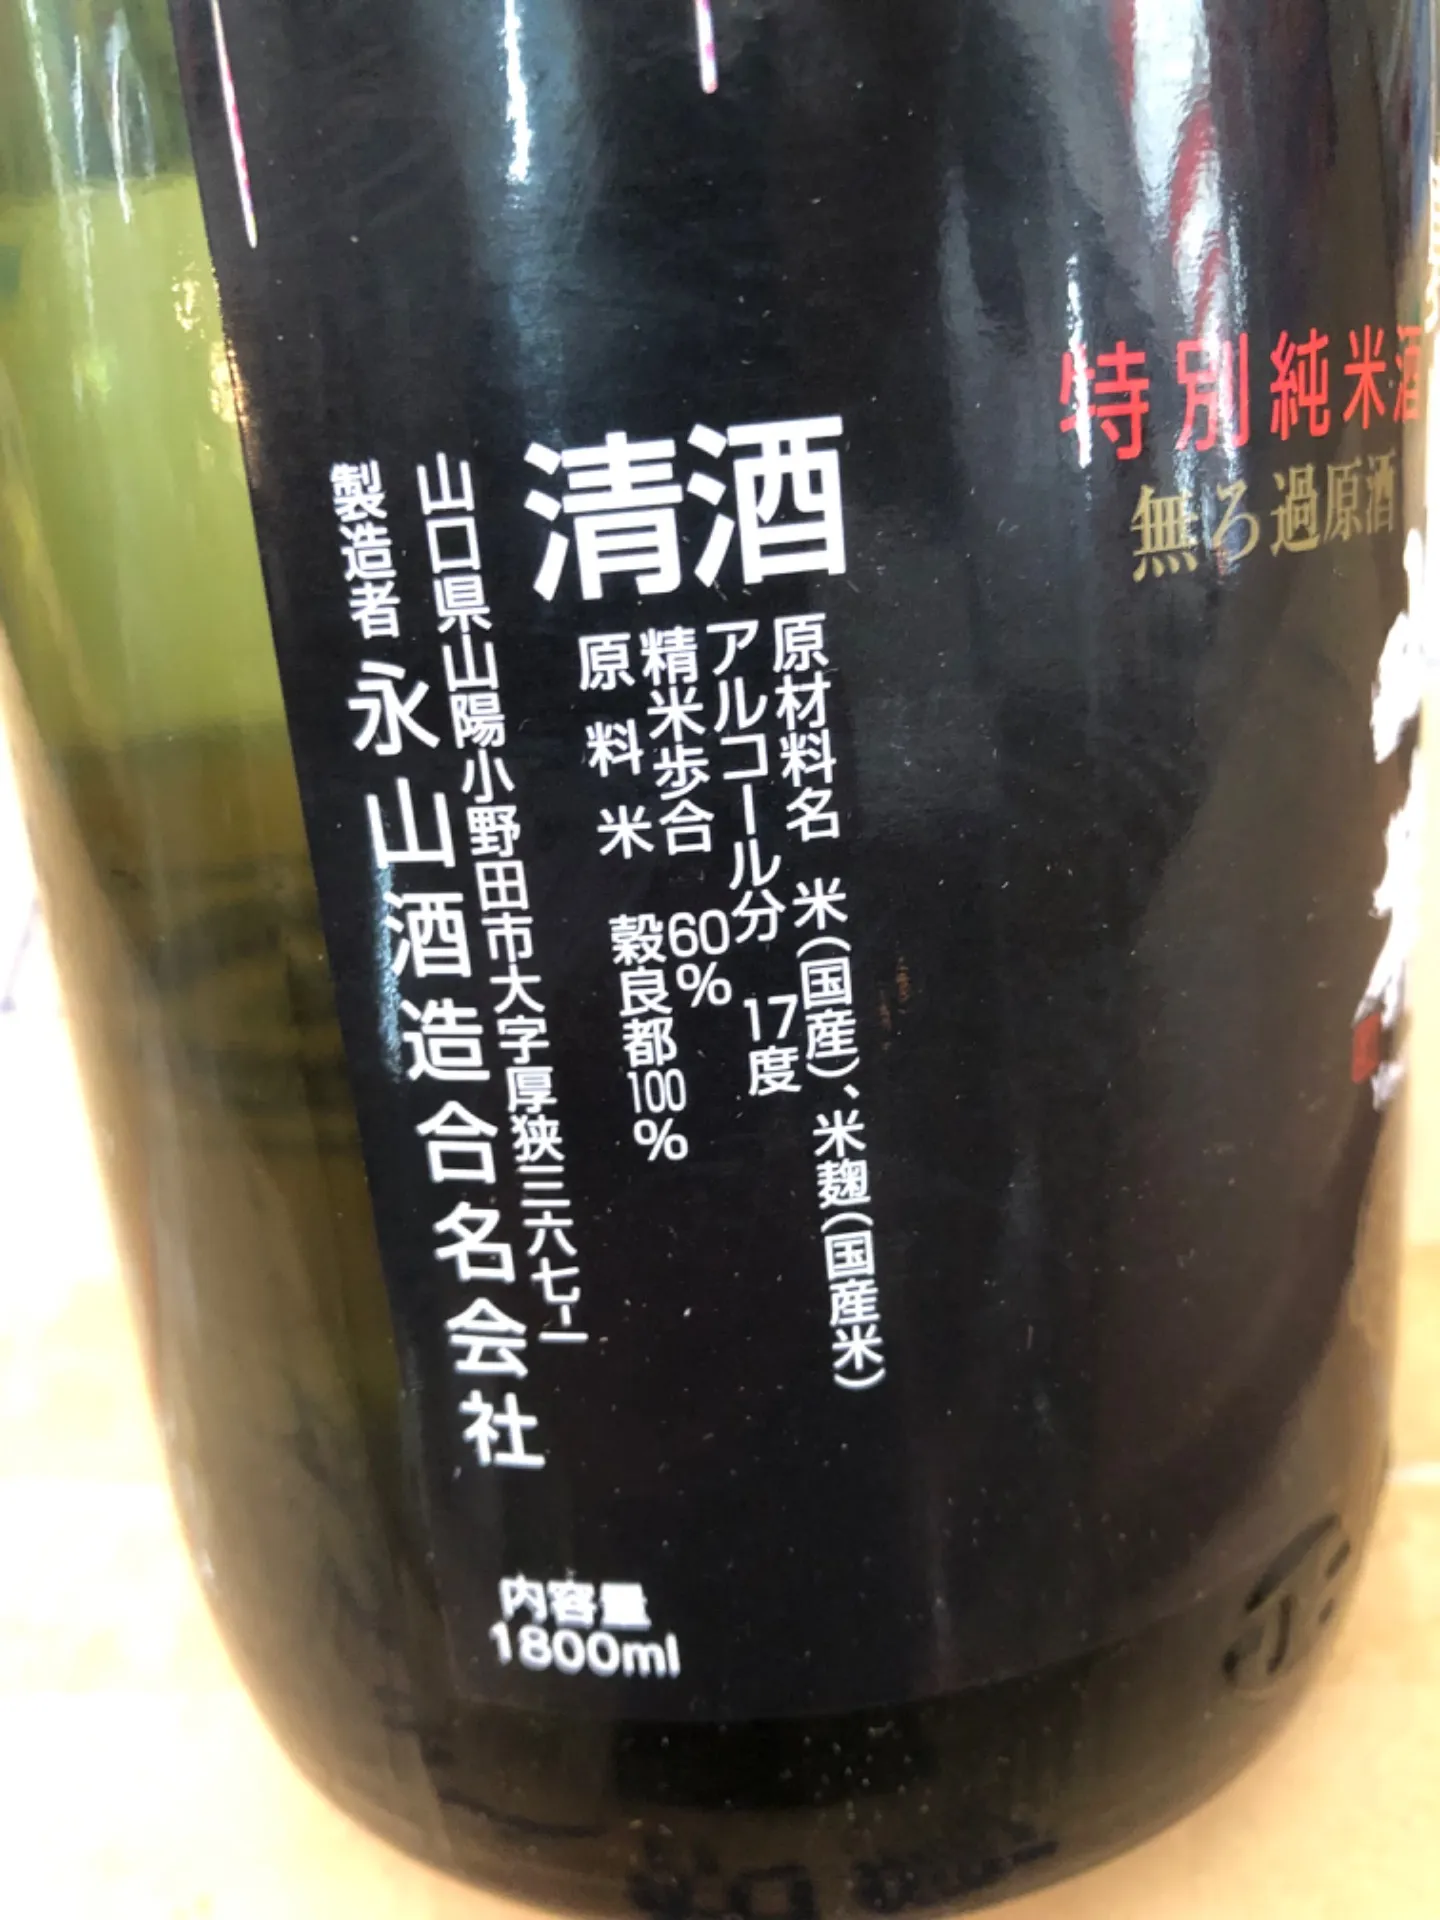 特別純米酒
無ろ過原酒
清酒
原材料名 米(国産)、米麹(国産米)
アルコール分 17度
精米歩合 60%
原料米 穀良都100%
山口県山陽小野田市大字厚狭三六七-一
製造者 永山酒造合名会社
内容量
1800ml